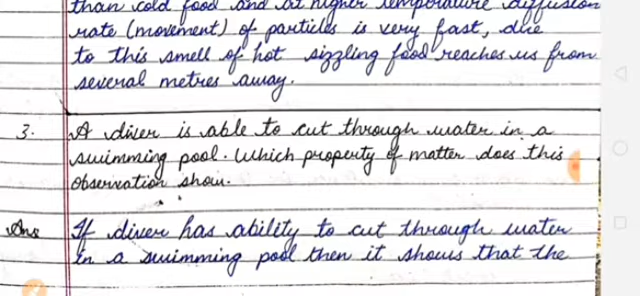 than cold food and at higher temperature diffusion
rate (movement) of particles is very fast, due
to this smell of hot sizzling food reaches us from
several metres away.
3. A diver is able to cut through water in a
swimming pool. Which property of matter does this
observation show.
Ans If diver has ability to cut through water
in a swimming pool then it shows that the